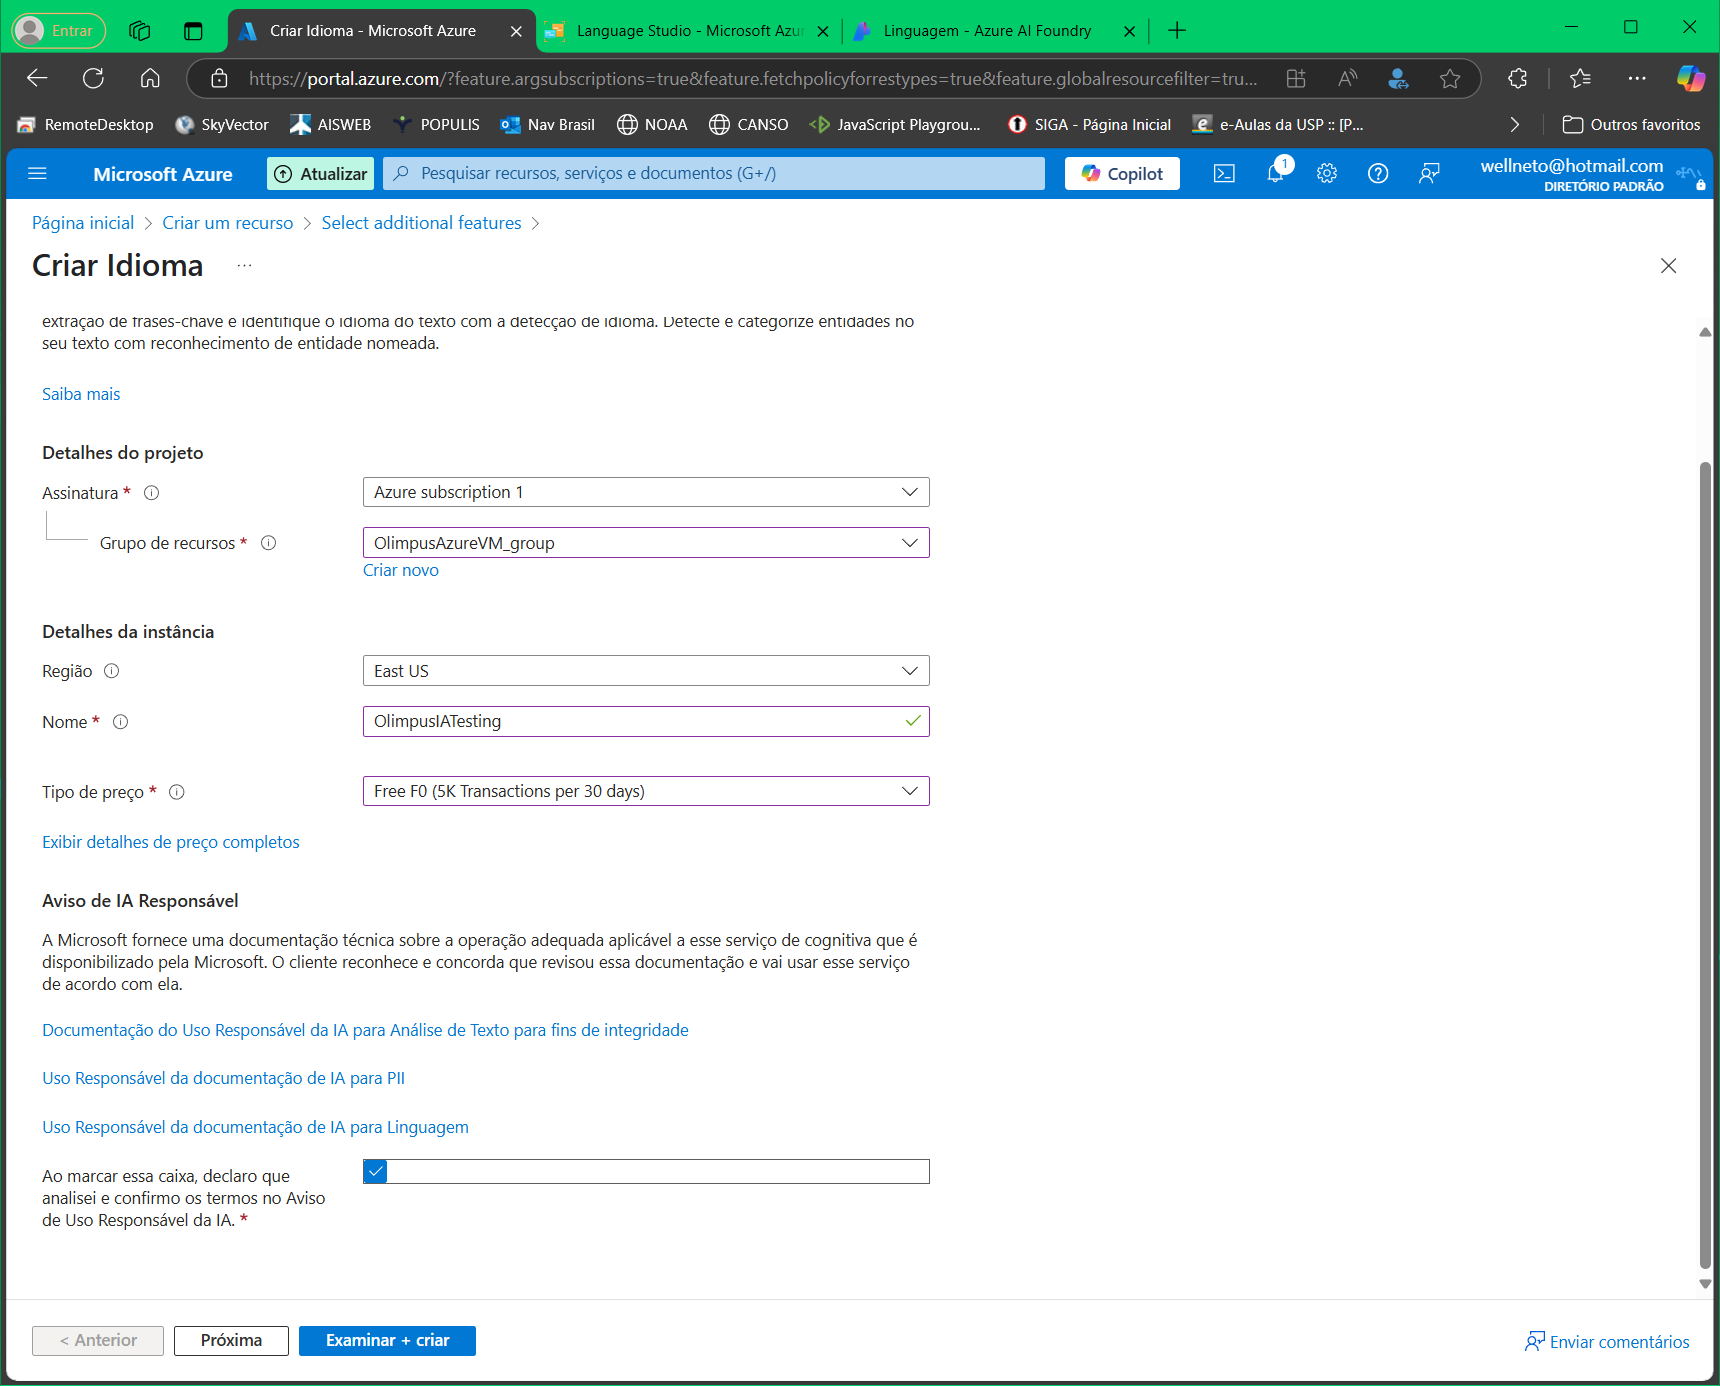 Entrar
Criar Idioma - Microsoft Azure
Language Studio - Microsoft Azur
Linguagem - Azure AI Foundry
https://portal.azure.com/?feature.argsubscriptions=true&feature.fetchpolicyforrestypes=true&feature.globalresourcefilter=tru...
RemoteDesktop
SkyVector
AISWEB
POPULIS
Nav Brasil
NOAA
CANSO
JavaScript Playgrou...
SIGA - Página Inicial
e-Aulas da USP :: [P...
Outros favoritos
Microsoft Azure
Atualizar
Pesquisar recursos, serviços e documentos (G+/)
Copilot
1
wellneto@hotmail.com
DIRETÓRIO PADRÃO
Página inicial > Criar um recurso > Select additional features >
Criar Idioma ...
extração de frases-chave e identifique o idioma do texto com a detecção de idioma. Detecte e categorize entidades no
seu texto com reconhecimento de entidade nomeada.
Saiba mais
Detalhes do projeto
Assinatura *
Azure subscription 1
Grupo de recursos *
OlimpusAzureVM_group
Criar novo
Detalhes da instância
Região
East US
Nome *
OlimpusIATesting
Tipo de preço *
Free F0 (5K Transactions per 30 days)
Exibir detalhes de preço completos
Aviso de IA Responsável
A Microsoft fornece uma documentação técnica sobre a operação adequada aplicável a esse serviço de cognitiva que é
disponibilizado pela Microsoft. O cliente reconhece e concorda que revisou essa documentação e vai usar esse serviço
de acordo com ela.
Documentação do Uso Responsável da IA para Análise de Texto para fins de integridade
Uso Responsável da documentação de IA para PII
Uso Responsável da documentação de IA para Linguagem
Ao marcar essa caixa, declaro que
analisei e confirmo os termos no Aviso
de Uso Responsável da IA. *
< Anterior
Próxima
Examinar + criar
Enviar comentários